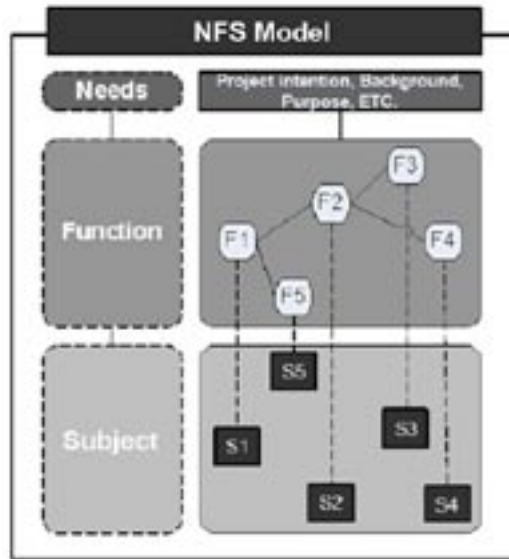 NFS Model
Needs
Project intention, Background,
Purpose, ETC.
Function
F3
F2
F1
F4
F5
S5
Subject
S1
S3
S2
S4